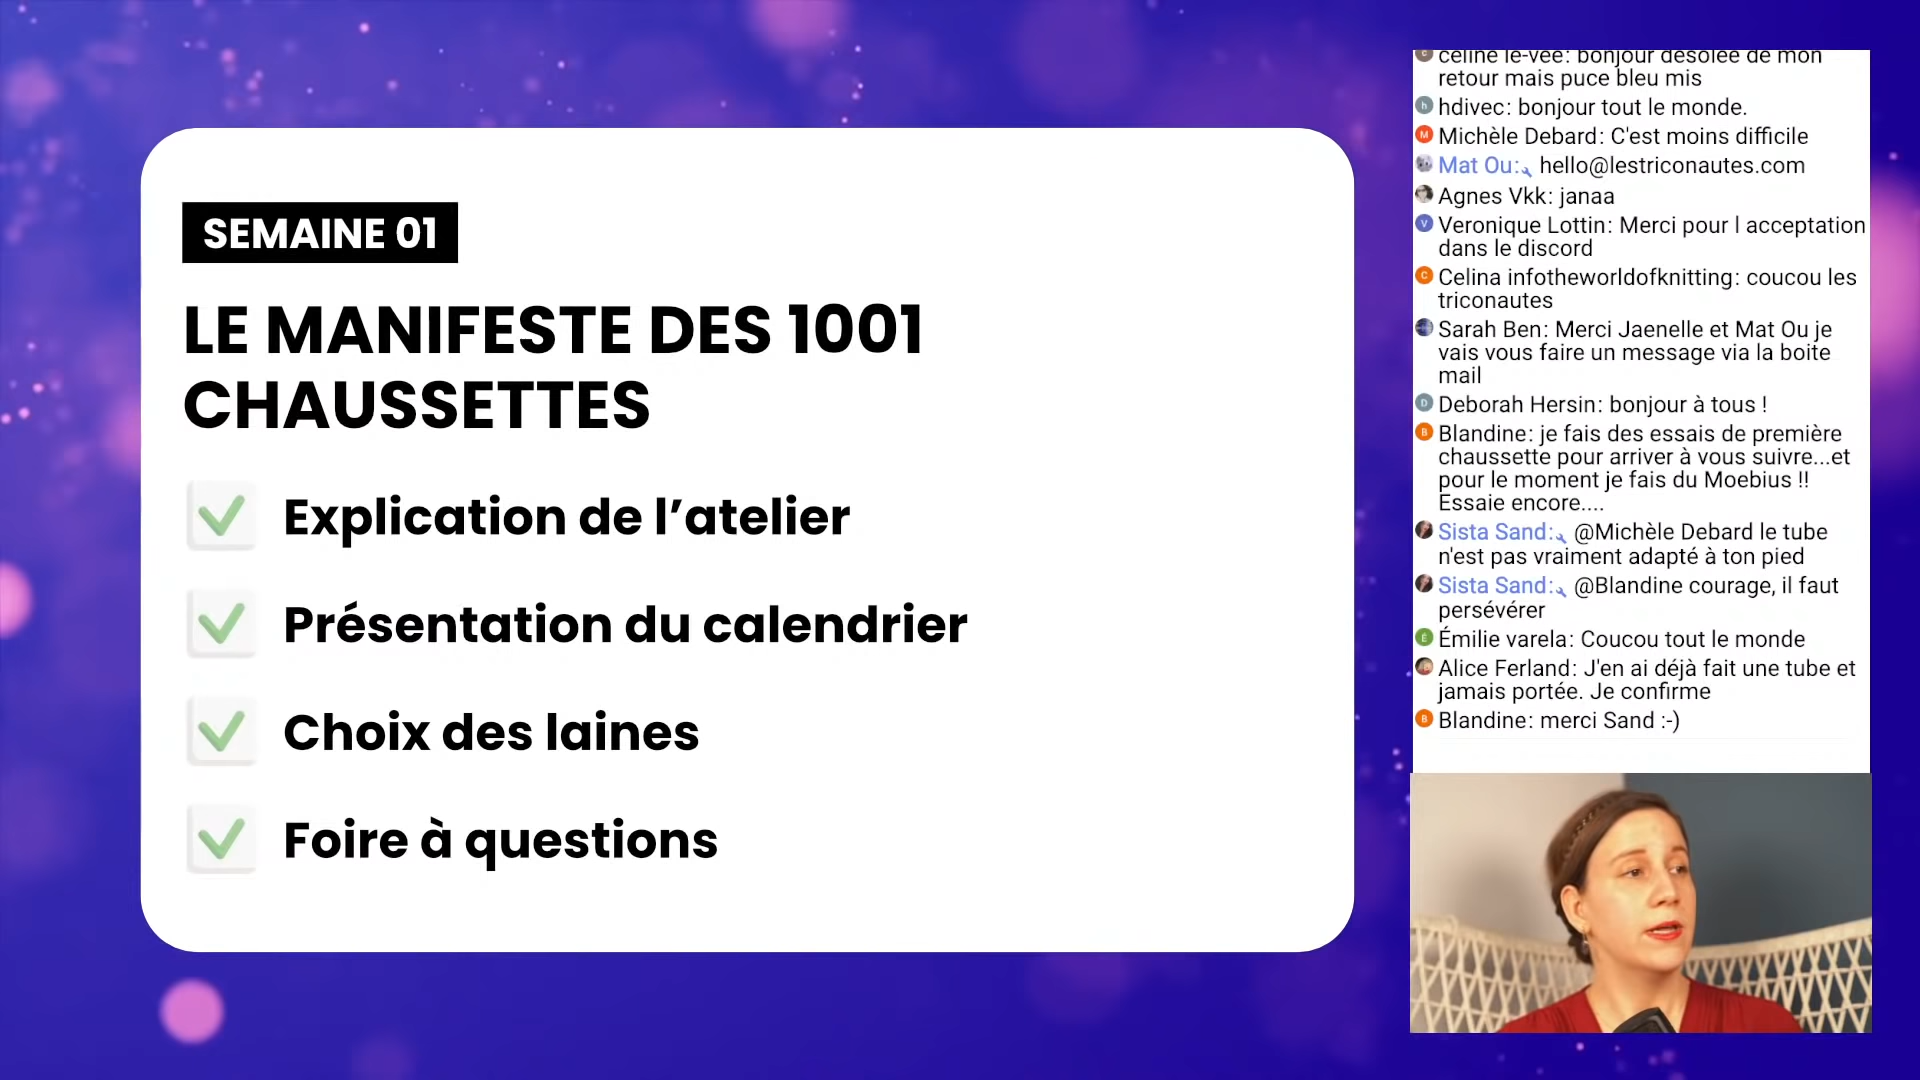 SEMAINE 01
LE MANIFESTE DES 1001
CHAUSSETTES
Explication de l’atelier
Présentation du calendrier
Choix des laines
Foire à questions
celine le-vee: bonjour desolee de mon
retour mais puce bleu mis
hdivec: bonjour tout le monde.
Michèle Debard: C'est moins difficile
Mat Ou: hello@lestriconautes.com
Agnes Vkk: janaa
Veronique Lottin: Merci pour l acceptation
dans le discord
Celina infotheworldofknitting: coucou les
triconautes
Sarah Ben: Merci Jaenelle et Mat Ou je
vais vous faire un message via la boite
mail
Deborah Hersin: bonjour à tous !
Blandine: je fais des essais de première
chaussette pour arriver à vous suivre...et
pour le moment je fais du Moebius !!
Essaie encore....
Sista Sand: @Michèle Debard le tube
n'est pas vraiment adapté à ton pied
Sista Sand: @Blandine courage, il faut
persévérer
Émilie varela: Coucou tout le monde
Alice Ferland: J'en ai déjà fait une tube et
jamais portée. Je confirme
Blandine: merci Sand :-)